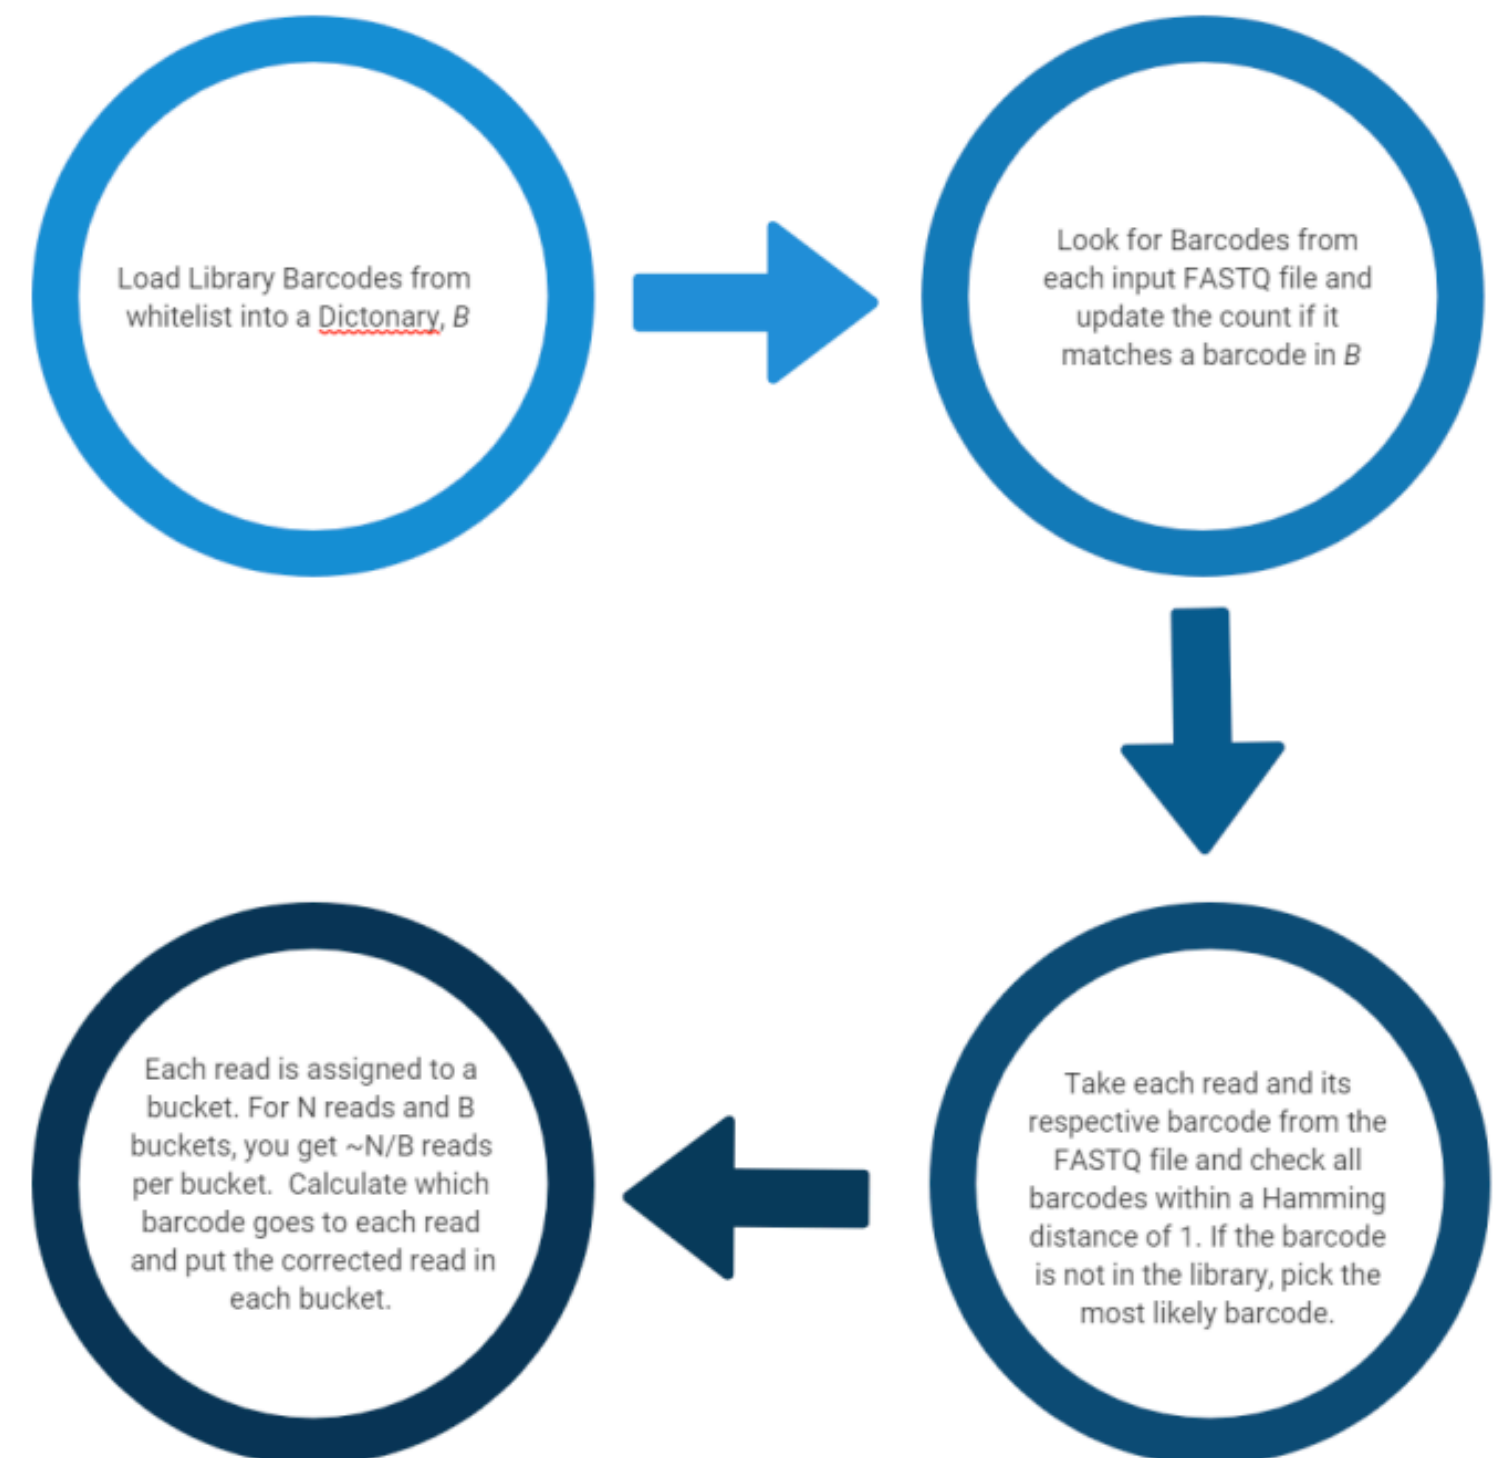 Load Library Barcodes from
whitelist into a Dictonary, B
Look for Barcodes from
each input FASTQ file and
update the count if it
matches a barcode in B
Take each read and its
respective barcode from the
FASTQ file and check all
barcodes within a Hamming
distance of 1. If the barcode
is not in the library, pick the
most likely barcode.
Each read is assigned to a
bucket. For N reads and B
buckets, you get ~N/B reads
per bucket.  Calculate which
barcode goes to each read
and put the corrected read in
each bucket.